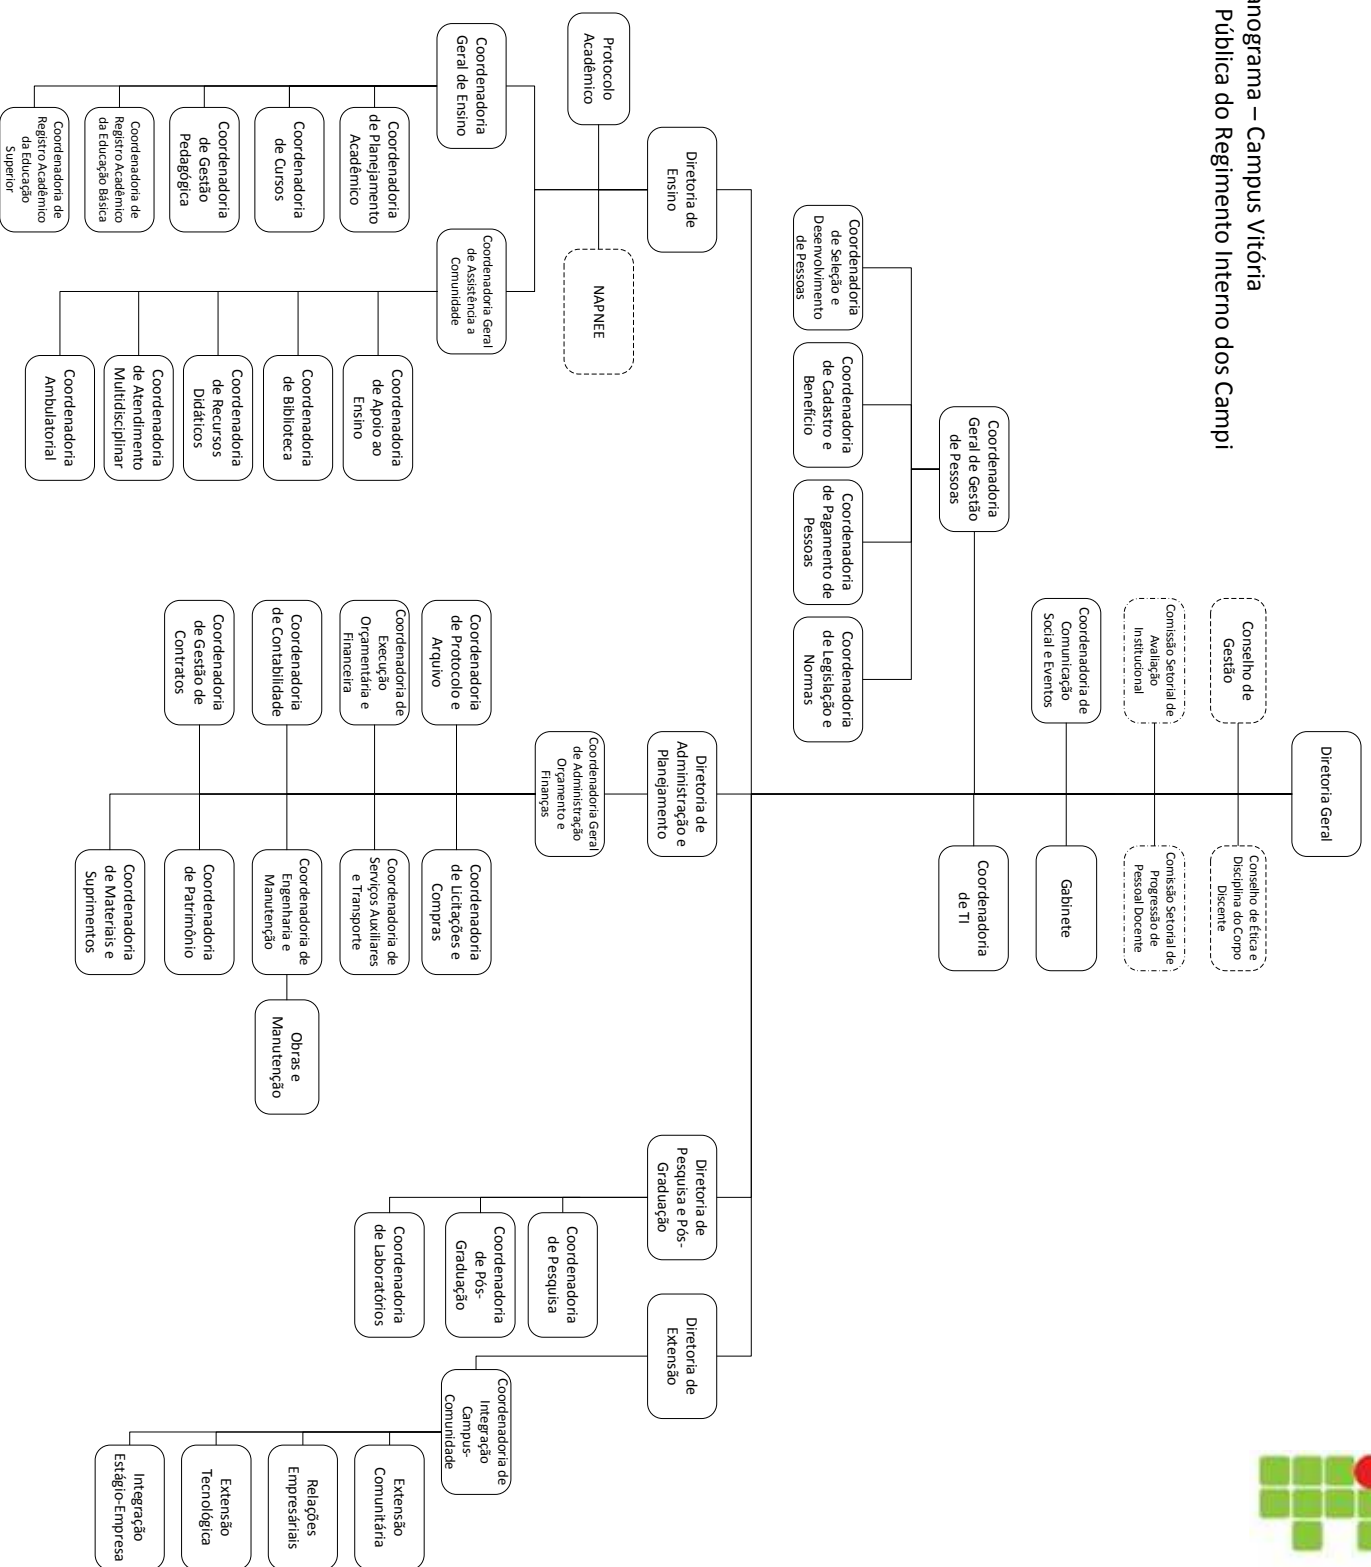 anograma – Campus Vitória
Pública do Regimento Interno dos Campi
Diretoria Geral
Conselho de
Gestão
Conselho de Ética e
Disciplina do Corpo
Discente
Comissão Setorial de
Avaliação
Institucional
Comissão Setorial de
Progressão de
Pessoal Docente
Coordenadoria de
Comunicação
Social e Eventos
Gabinete
Coordenadoria
Geral de Gestão
de Pessoas
Coordenadoria
de TI
Coordenadoria
de Seleção e
Desenvolvimento
de Pessoas
Coordenadoria
de Cadastro e
Benefício
Coordenadoria
de Pagamento de
Pessoas
Coordenadoria
de Legislação e
Normas
Diretoria de
Ensino
Diretoria de
Administração e
Planejamento
Diretoria de
Pesquisa e Pós-
Graduação
Diretoria de
Extensão
Protocolo
Acadêmico
NAPNEE
Coordenadoria
Geral de Ensino
Coordenadoria Geral
de Assistência a
Comunidade
Coordenadoria
de Planejamento
Acadêmico
Coordenadoria
de Cursos
Coordenadoria
de Gestão
Pedagógica
Coordenadoria de
Registro Acadêmico
da Educação Básica
Coordenadoria de
Registro Acadêmico
da Educação
Superior
Coordenadoria
de Apoio ao
Ensino
Coordenadoria
de Biblioteca
Coordenadoria
de Recursos
Didáticos
Coordenadoria
de Atendimento
Multidisciplinar
Coordenadoria
Ambulatorial
Coordenadoria Geral
de Administração
Orçamento e
Finanças
Coordenadoria
de Protocolo e
Arquivo
Coordenadoria
de Licitações e
Compras
Coordenadoria de
Execução
Orçamentária e
Financeira
Coordenadoria de
Serviços Auxiliares
e Transporte
Coordenadoria
de Contabilidade
Coordenadoria de
Engenharia e
Manutenção
Obras e
Manutenção
Coordenadoria
de Gestão de
Contratos
Coordenadoria
de Patrimônio
Coordenadoria
de Materiais e
Suprimentos
Coordenadoria
de Pesquisa
Coordenadoria
de Pós-
Graduação
Coordenadoria
de Laboratórios
Coordenadoria de
Integração
Campus-
Comunidade
Extensão
Comunitária
Relações
Empresáriais
Extensão
Tecnológica
Integração
Estágio-Empresa